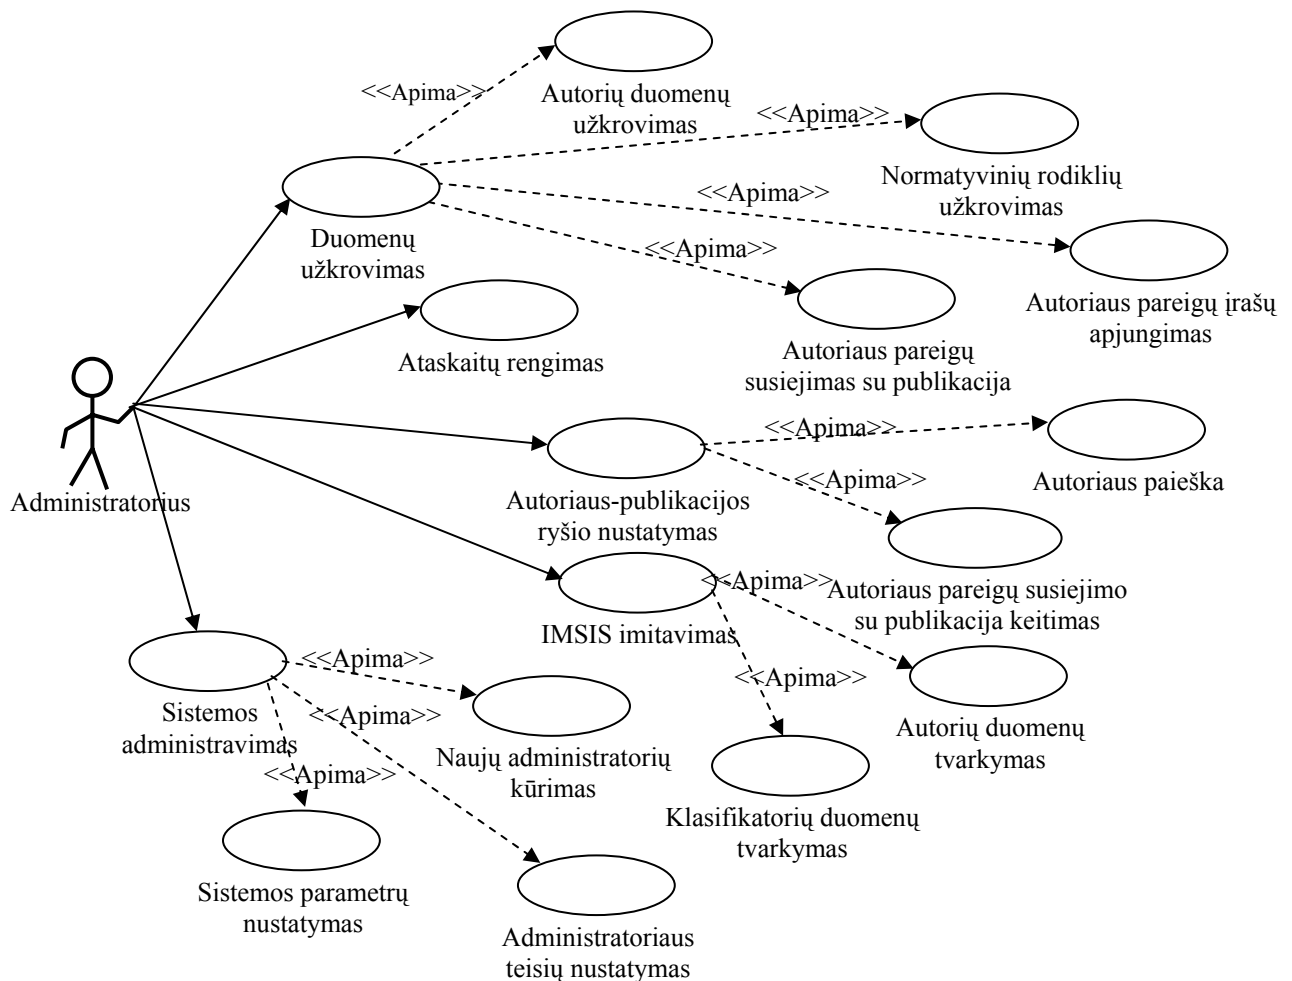 <<Apima>>
Autorių duomenų
užkrovimas
<<Apima>>
Normatyvinių rodiklių
užkrovimas
<<Apima>>
Duomenų
užkrovimas
<<Apima>>
Autoriaus pareigų įrašų
apjungimas
Autoriaus pareigų
susiejimas su publikacija
Ataskaitų rengimas
Administratorius
<<Apima>>
Autoriaus paieška
<<Apima>>
Autoriaus-publikacijos
ryšio nustatymas
Autoriaus pareigų susiejimo
su publikacija keitimas
<<Apima>>
IMSIS imitavimas
<<Apima>>
Autorių duomenų
tvarkymas
Klasifikatorių duomenų
tvarkymas
<<Apima>>
Sistemos
administravimas
<<Apima>>
Naujų administratorių
kūrimas
<<Apima>>
Sistemos parametrų
nustatymas
Administratoriaus
teisių nustatymas